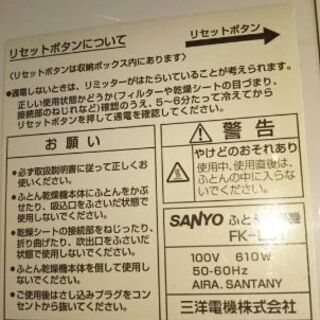 リセットボタンについて
リセットボタン
〈リセットボタンは収納ボックス内にあります〉
●通電しないときは、リミッターがはたらいていることが考えられます。
正しい使用状態かどうか(フィルターや乾燥シートの目づまり、
接続部のねじれなど)確認のうえ、5~6分たって冷えてから
リセットボタンを押して通電を確認してください。
お願い
●必ず取扱説明書に従って正しくお
使いください。
●ふとん乾燥機本体にふとんをかぶ
せたり、吸込口をふさいだ状態で
使用しないでください。
●乾燥シートの接続部をねじったり、
折り曲げたり、吹出口をふさいだ
状態で使用しないでください。
●ふとん乾燥機本体を倒して使用し
ないでください。
●ご使用後はさし込みプラグをコン
セントから抜いてください。
警告
やけどのおそれあり
使用中、使用直後は、
ふとんの中に入らな
いでください。
SANYO ふとん
FK-
100V 610W
50-60Hz
AIRA. SANTANY
三洋電機株式会社